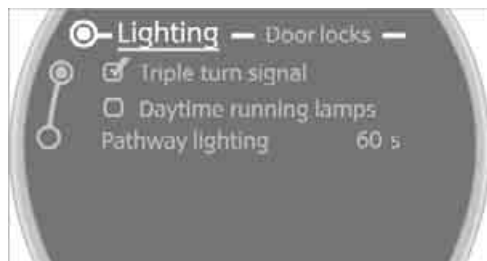 Lighting Door locks
Triple turn signal
Daytime running lamps
Pathway lighting 60 s